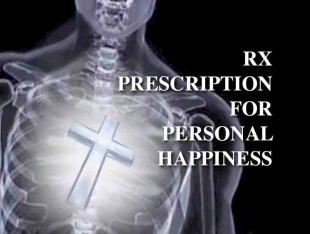 RX
PRESCRIPTION
FOR
PERSONAL
HAPPINESS